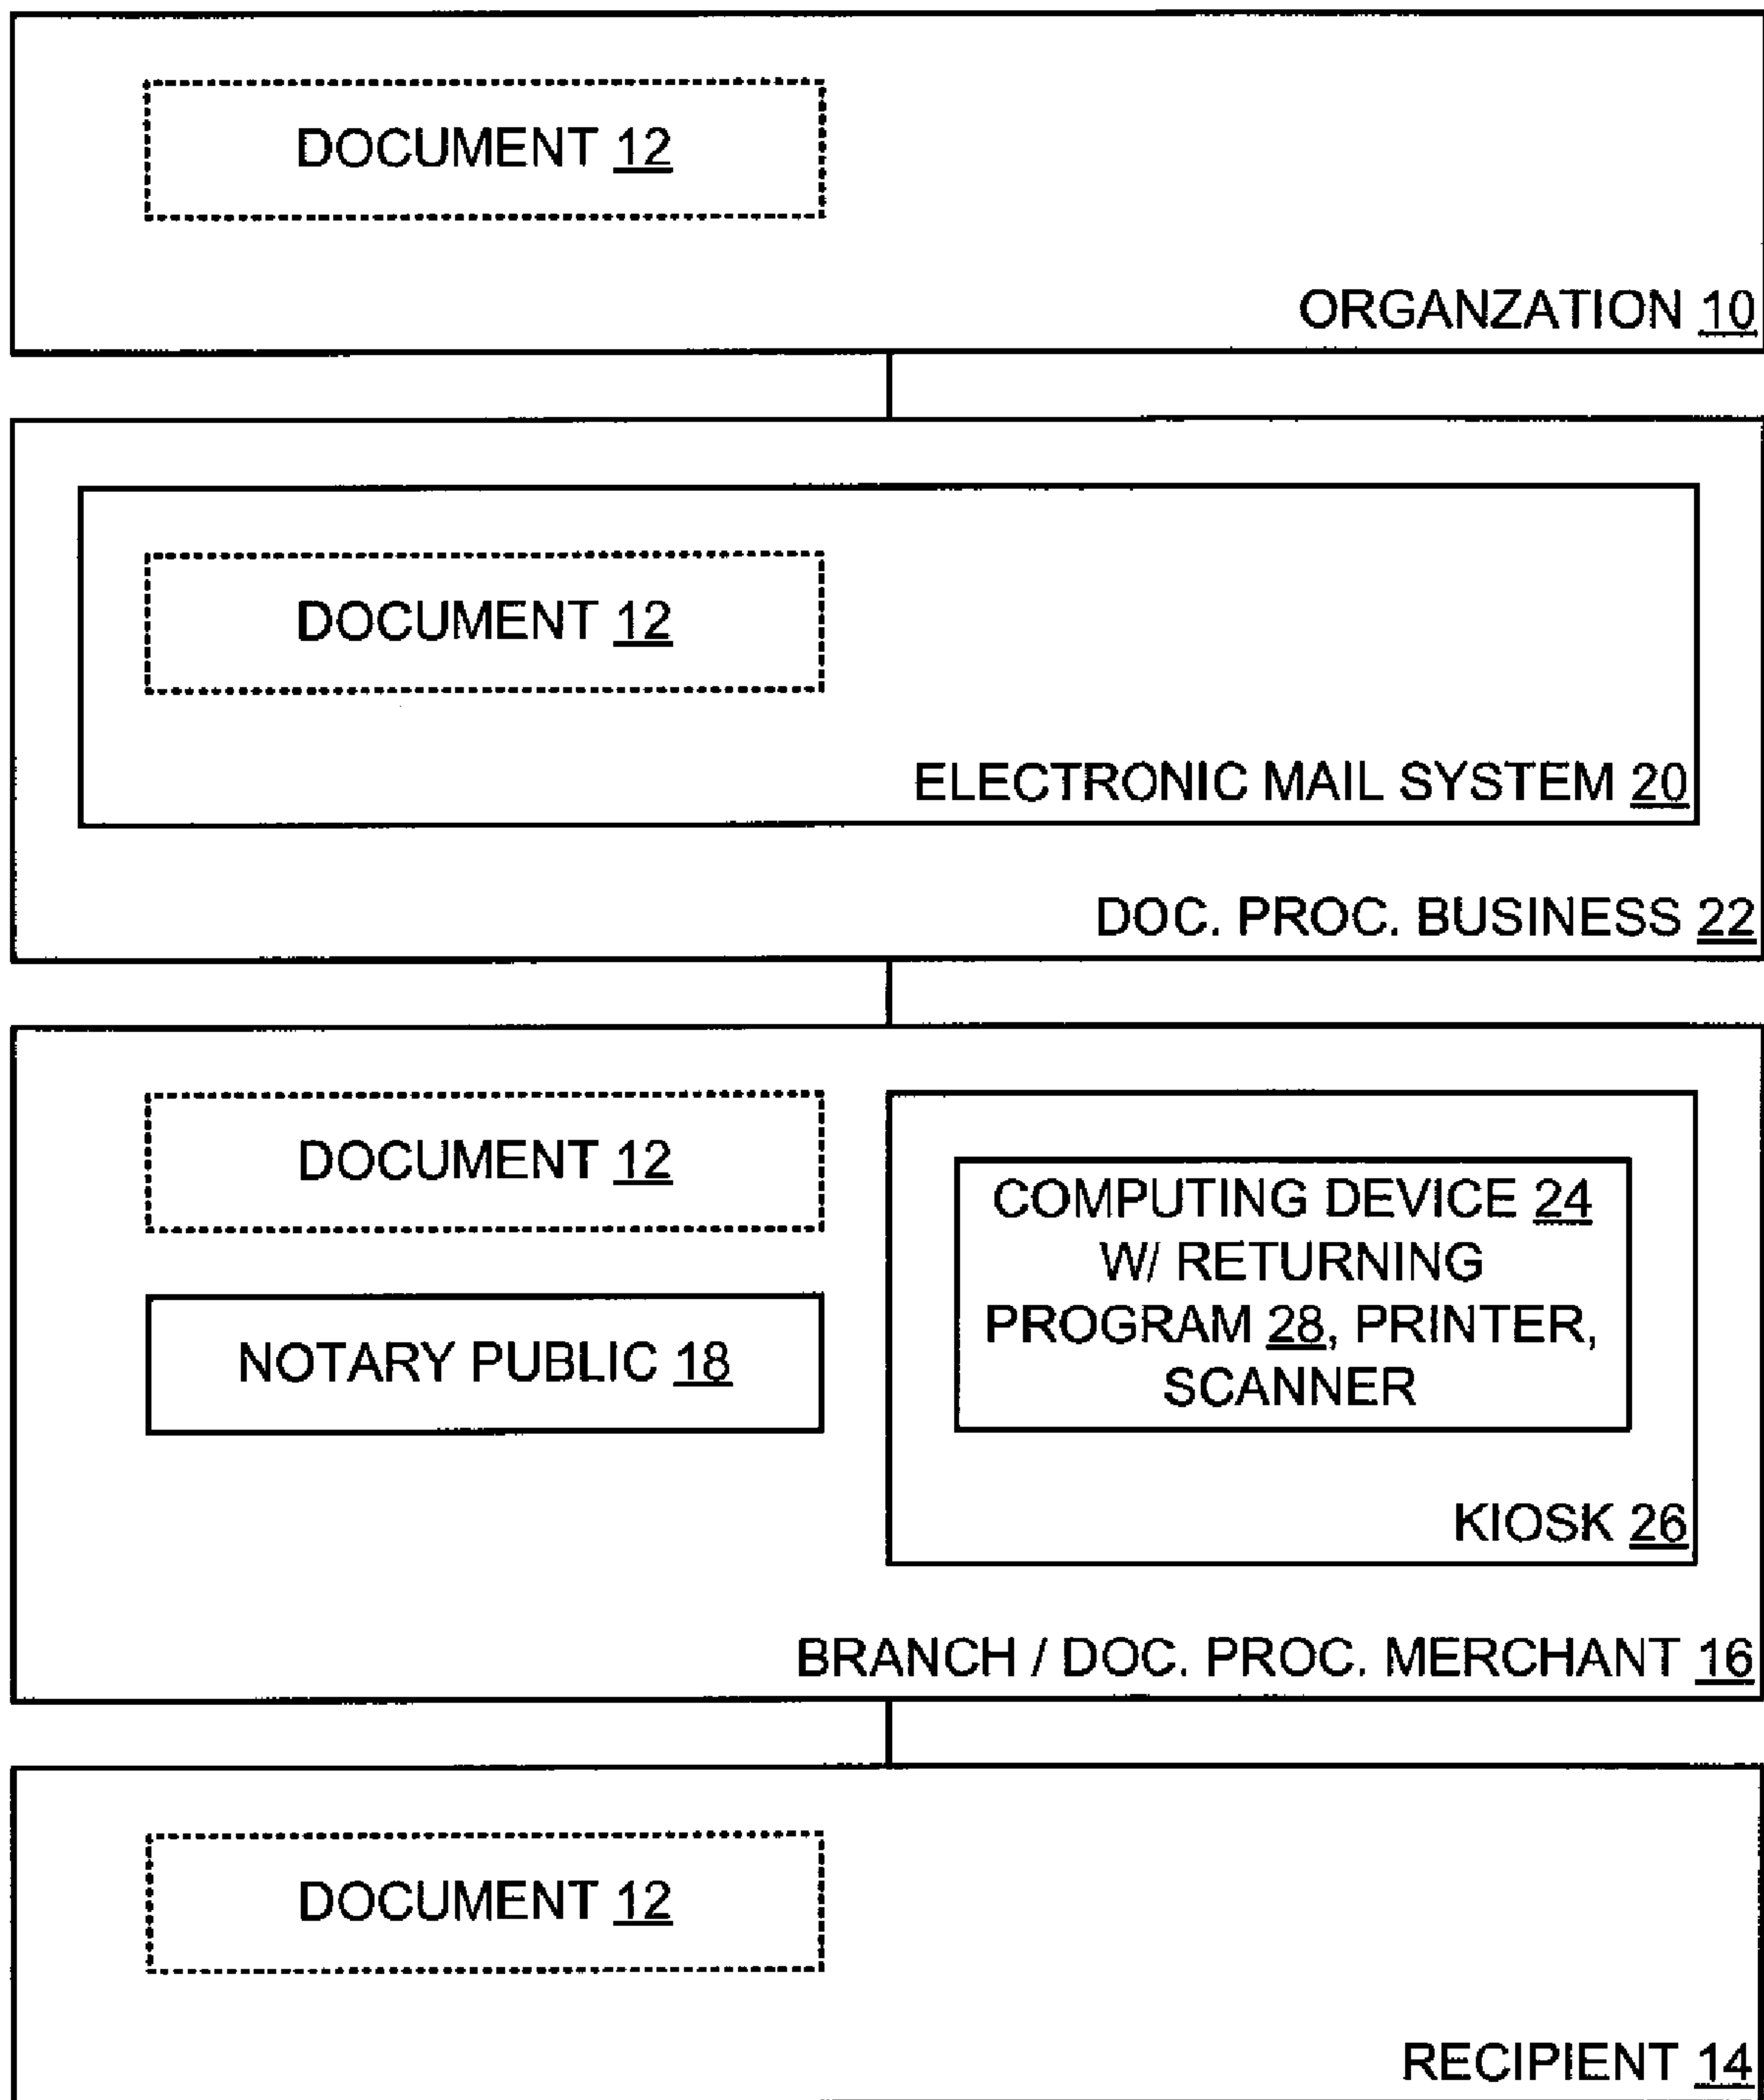 DOCUMENT 12
ORGANZATION 10
DOCUMENT 12
ELECTRONIC MAIL SYSTEM 20
DOC. PROC. BUSINESS 22
DOCUMENT 12
NOTARY PUBLIC 18
COMPUTING DEVICE 24
W/ RETURNING
PROGRAM 28, PRINTER,
SCANNER
KIOSK 26
BRANCH / DOC. PROC. MERCHANT 16
DOCUMENT 12
RECIPIENT 14